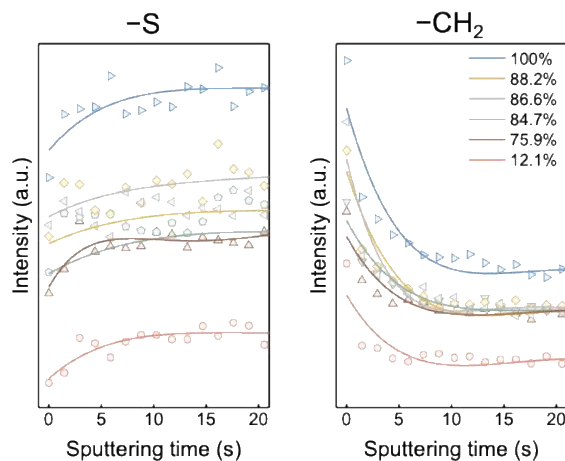 −S
−CH₂
100%
88.2%
86.6%
84.7%
75.9%
12.1%
Intensity (a.u.)
Intensity (a.u.)
0 5 10 15 20
0 5 10 15 20
Sputtering time (s)
Sputtering time (s)